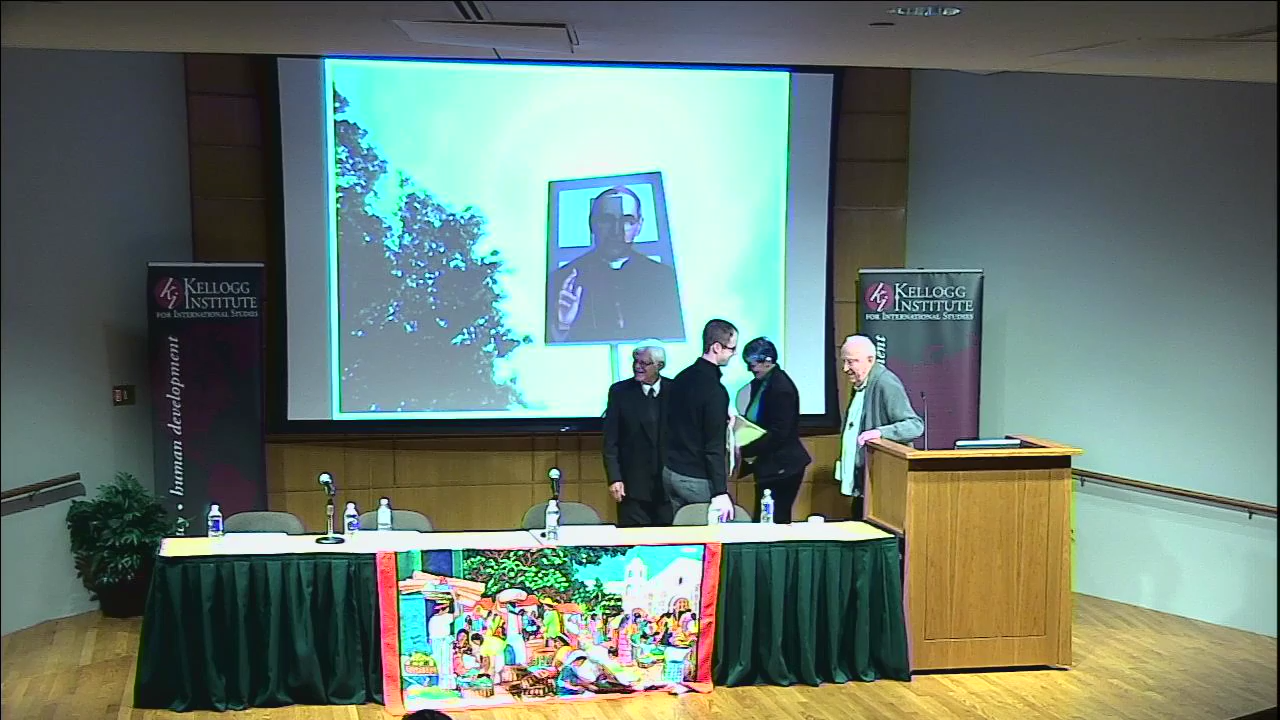 KELLOGG
INSTITUTE
FOR INTERNATIONAL STUDIES
human development
KELLOGG
INSTITUTE
FOR INTERNATIONAL STUDIES